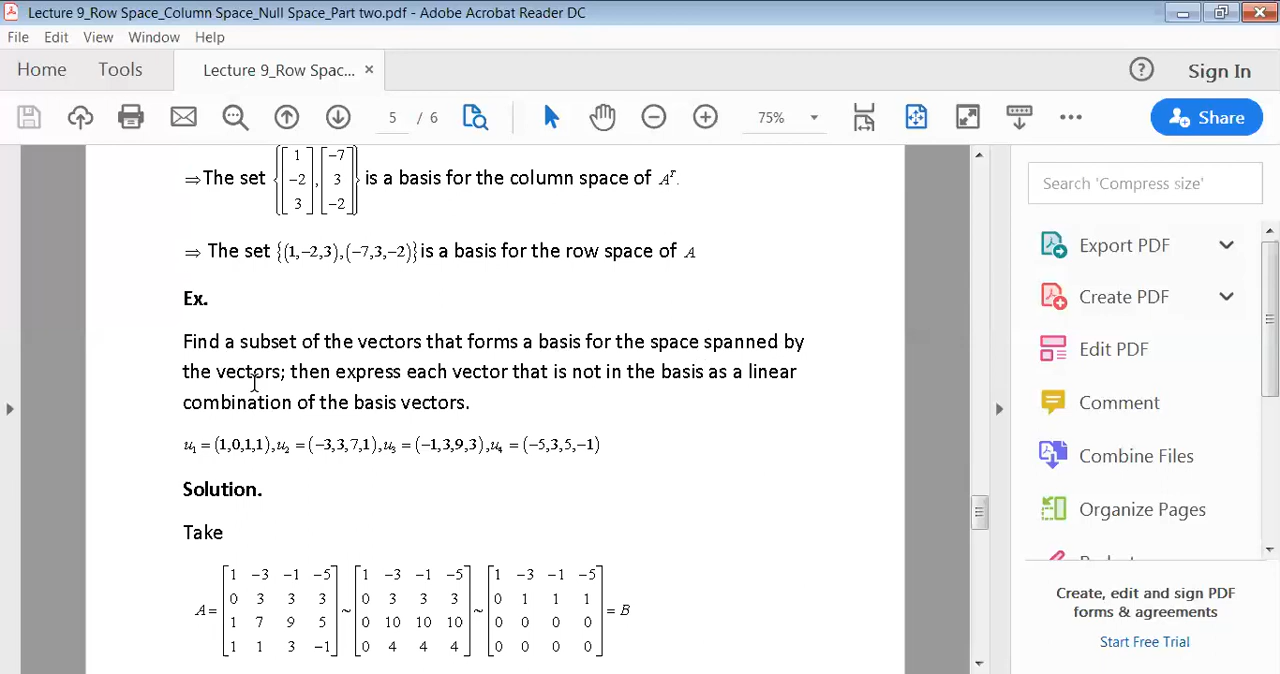 Lecture 9_Row Space_Column Space_Null Space_Part two.pdf - Adobe Acrobat Reader DC
File Edit View Window Help
Home Tools Lecture 9_Row Spac... × ? Sign In
5 / 6 75% ••• Share
⇒The set {[1 −2 3],[−7 3 −2]} is a basis for the column space of Aᵀ.
⇒ The set {(1,−2,3),(−7,3,−2)} is a basis for the row space of A
Ex.
Find a subset of the vectors that forms a basis for the space spanned by
the vectors; then express each vector that is not in the basis as a linear
combination of the basis vectors.
u₁ = (1,0,1,1),u₂ = (−3,3,7,1),u₃ = (−1,3,9,3),u₄ = (−5,3,5,−1)
Solution.
Take
1 −3 −1 −5 1 −3 −1 −5 1 −3 −1 −5
0 3 3 3 0 3 3 3 0 1 1 1
A= ~ ~ = B
1 7 9 5 0 10 10 10 0 0 0 0
1 1 3 −1 0 4 4 4 0 0 0 0
Search 'Compress size'
Export PDF
Create PDF
Edit PDF
Comment
Combine Files
Organize Pages
Create, edit and sign PDF
forms & agreements
Start Free Trial